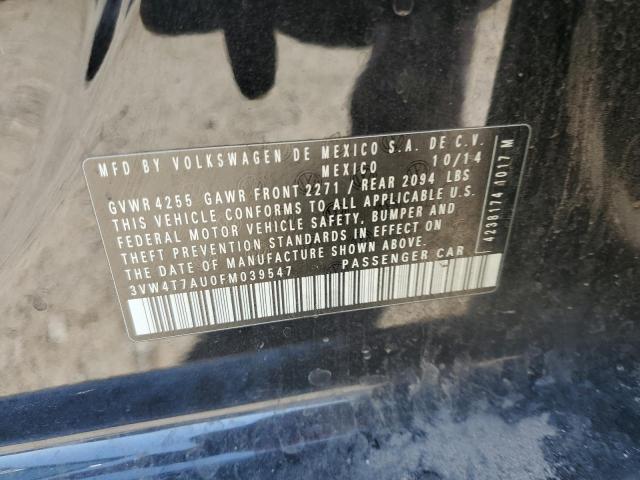 MFD BY VOLKSWAGEN DE MEXICO S.A. DE C.V.
MEXICO 10/14
GVWR 4255 GAWR FRONT 2271 / REAR 2094 LBS
THIS VEHICLE CONFORMS TO ALL APPLICABLE U.S.
FEDERAL MOTOR VEHICLE SAFETY, BUMPER AND
THEFT PREVENTION STANDARDS IN EFFECT ON
THE DATE OF MANUFACTURE SHOWN ABOVE.
3VW4T7AU0FM039547 PASSENGER CAR
4238174 1017 M